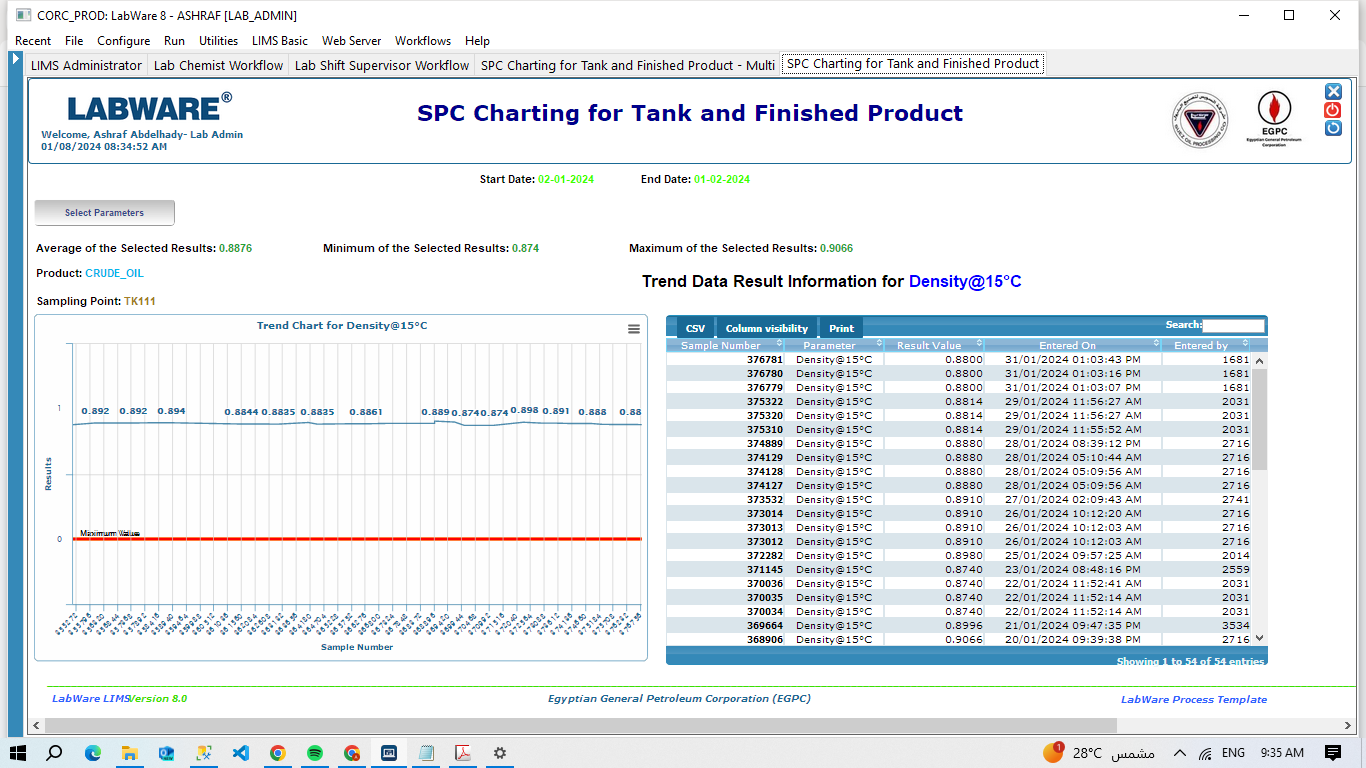 CORC_PROD: LabWare 8 - ASHRAF [LAB_ADMIN]
Recent File Configure Run Utilities LIMS Basic Web Server Workflows Help
LIMS Administrator Lab Chemist Workflow Lab Shift Supervisor Workflow SPC Charting for Tank and Finished Product - Multi SPC Charting for Tank and Finished Product
LABWARE®
Welcome, Ashraf Abdelhady- Lab Admin
01/08/2024 08:34:52 AM
SPC Charting for Tank and Finished Product
EGPC
Egyptian General Petroleum
Corporation
Start Date: 02-01-2024 End Date: 01-02-2024
Select Parameters
Average of the Selected Results: 0.8876 Minimum of the Selected Results: 0.874 Maximum of the Selected Results: 0.9066
Product: CRUDE_OIL
Trend Data Result Information for Density@15°C
Sampling Point: TK111
Trend Chart for Density@15°C
1
0.892 0.892 0.894 0.8844 0.8835 0.8835 0.8861 0.889 0.874 0.874 0.898 0.891 0.888 0.88
Results
Maximum Value
0
Sample Number
CSV Column visibility Print Search:
Sample Number Parameter Result Value Entered On Entered by
376781 Density@15°C 0.8800 31/01/2024 01:03:43 PM 1681
376780 Density@15°C 0.8800 31/01/2024 01:03:16 PM 1681
376779 Density@15°C 0.8800 31/01/2024 01:03:07 PM 1681
375322 Density@15°C 0.8814 29/01/2024 11:56:27 AM 2031
375320 Density@15°C 0.8814 29/01/2024 11:56:27 AM 2031
375310 Density@15°C 0.8814 29/01/2024 11:55:52 AM 2031
374889 Density@15°C 0.8880 28/01/2024 08:39:12 PM 2716
374129 Density@15°C 0.8880 28/01/2024 05:10:44 AM 2716
374128 Density@15°C 0.8880 28/01/2024 05:09:56 AM 2716
374127 Density@15°C 0.8880 28/01/2024 05:09:56 AM 2716
373532 Density@15°C 0.8910 27/01/2024 02:09:43 AM 2741
373014 Density@15°C 0.8910 26/01/2024 10:12:20 AM 2716
373013 Density@15°C 0.8910 26/01/2024 10:12:03 AM 2716
373012 Density@15°C 0.8910 26/01/2024 10:12:03 AM 2716
372282 Density@15°C 0.8980 25/01/2024 09:57:25 AM 2014
371145 Density@15°C 0.8740 23/01/2024 08:48:16 PM 2559
370036 Density@15°C 0.8740 22/01/2024 11:52:41 AM 2031
370035 Density@15°C 0.8740 22/01/2024 11:52:14 AM 2031
370034 Density@15°C 0.8740 22/01/2024 11:52:14 AM 2031
369664 Density@15°C 0.8996 21/01/2024 09:47:35 PM 3534
368906 Density@15°C 0.9066 20/01/2024 09:39:38 PM 2716
Showing 1 to 54 of 54 entries
LabWare LIMS Version 8.0 Egyptian General Petroleum Corporation (EGPC) LabWare Process Template
1 28°C مشمس ENG 9:35 AM